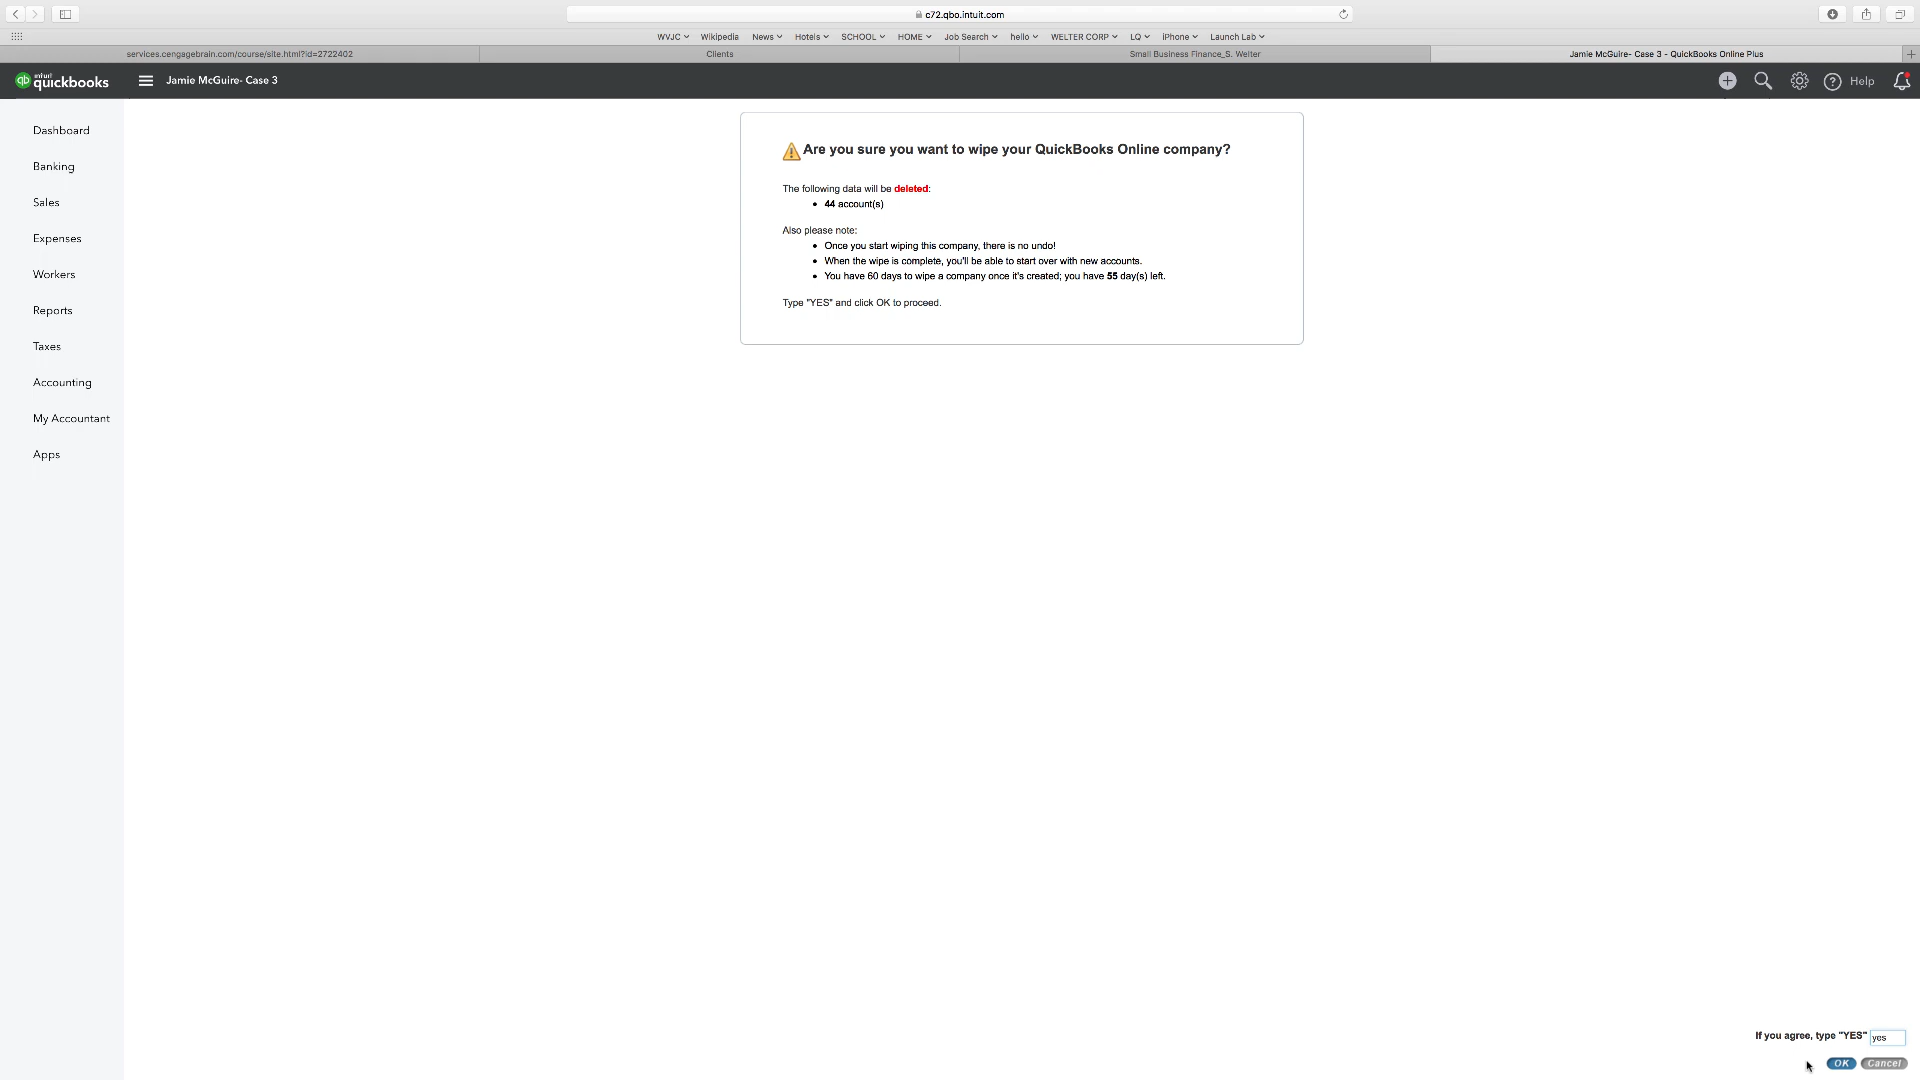 c72.qbo.intuit.com
WVJC Wikipedia News Hotels SCHOOL HOME Job Search hello WELTER CORP LQ iPhone Launch Lab
services.cengagebrain.com/course/site.html?id=2722402 Clients Small Business Finance_S. Welter Jamie McGuire- Case 3 - QuickBooks Online Plus
qb intuit quickbooks Jamie McGuire- Case 3 Help
Dashboard
Banking
Sales
Expenses
Workers
Reports
Taxes
Accounting
My Accountant
Apps
Are you sure you want to wipe your QuickBooks Online company?
The following data will be deleted:
• 44 account(s)
Also please note:
• Once you start wiping this company, there is no undo!
• When the wipe is complete, you'll be able to start over with new accounts.
• You have 60 days to wipe a company once it's created; you have 55 day(s) left.
Type "YES" and click OK to proceed.
If you agree, type "YES" yes
OK Cancel